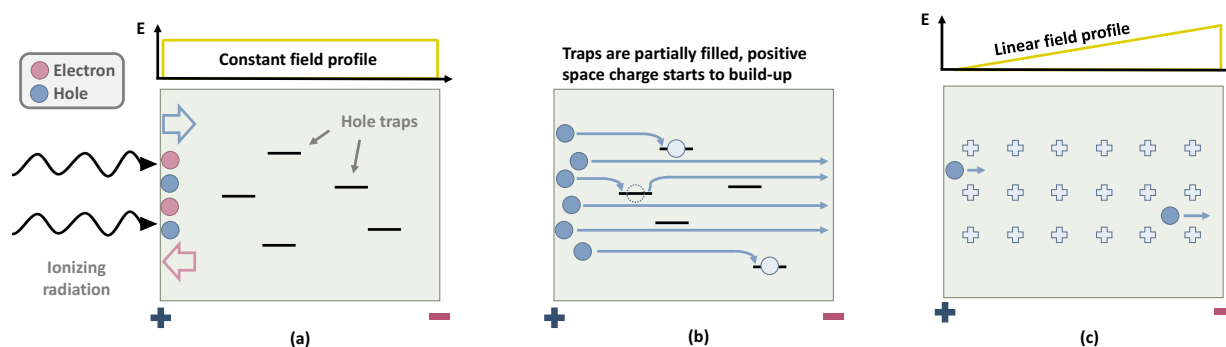 E
Constant field profile
Electron
Hole
Hole traps
Ionizing
radiation
+
(a)
Traps are partially filled, positive
space charge starts to build-up
+
(b)
E
Linear field profile
+
(c)